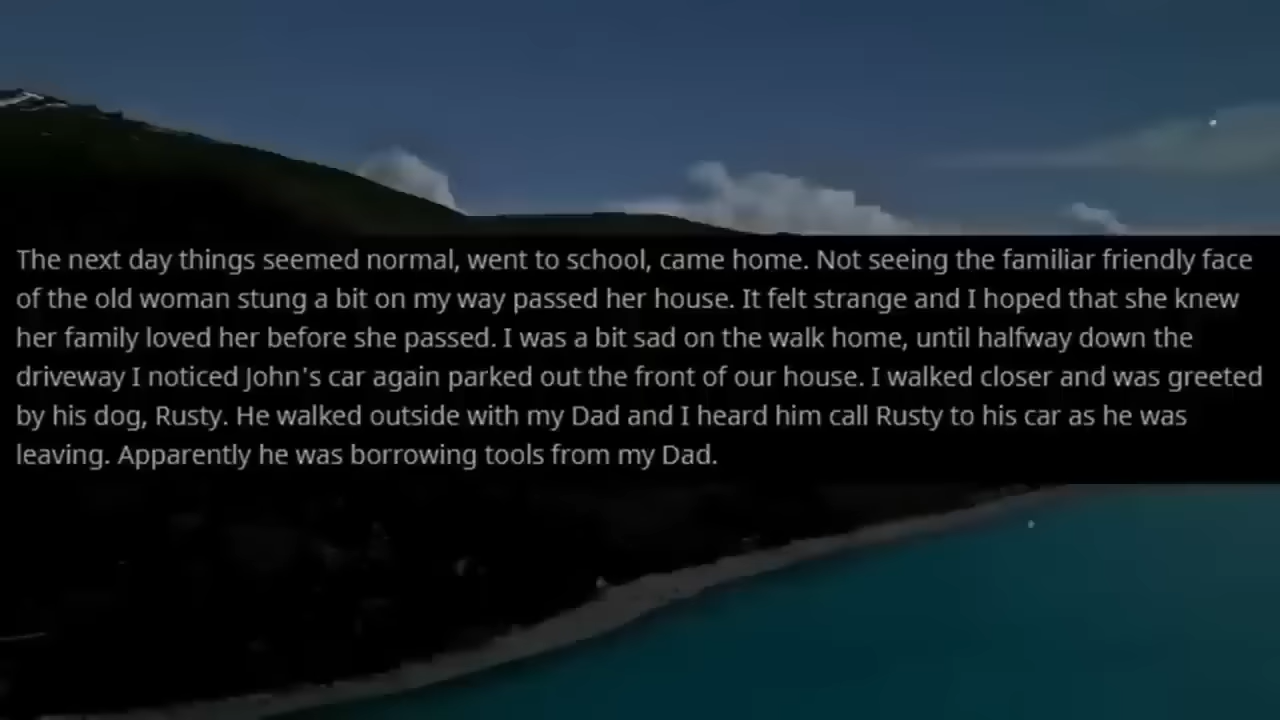 The next day things seemed normal, went to school, came home. Not seeing the familiar friendly face
of the old woman stung a bit on my way passed her house. It felt strange and I hoped that she knew
her family loved her before she passed. I was a bit sad on the walk home, until halfway down the
driveway I noticed John's car again parked out the front of our house. I walked closer and was greeted
by his dog, Rusty. He walked outside with my Dad and I heard him call Rusty to his car as he was
leaving. Apparently he was borrowing tools from my Dad.